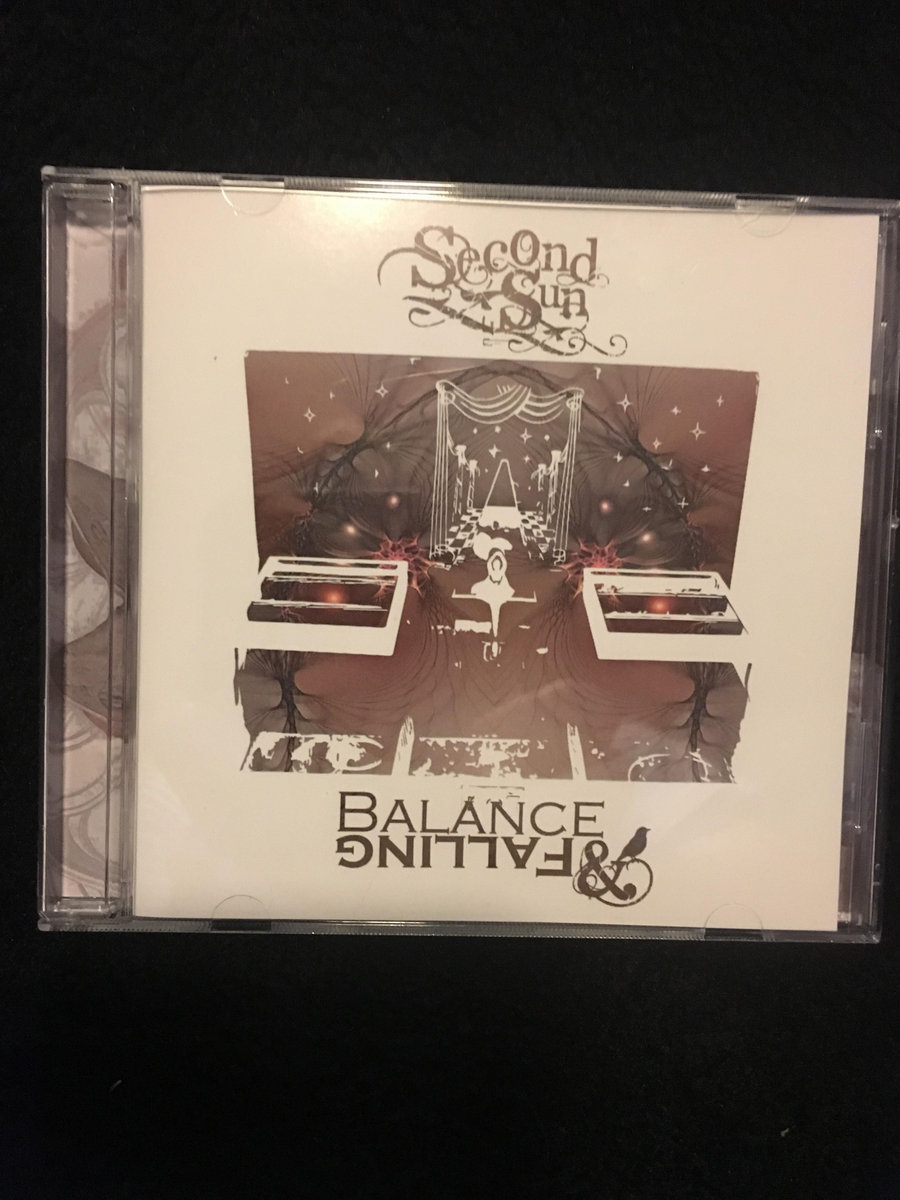 Second
Sun
BALANCE
& FALLING